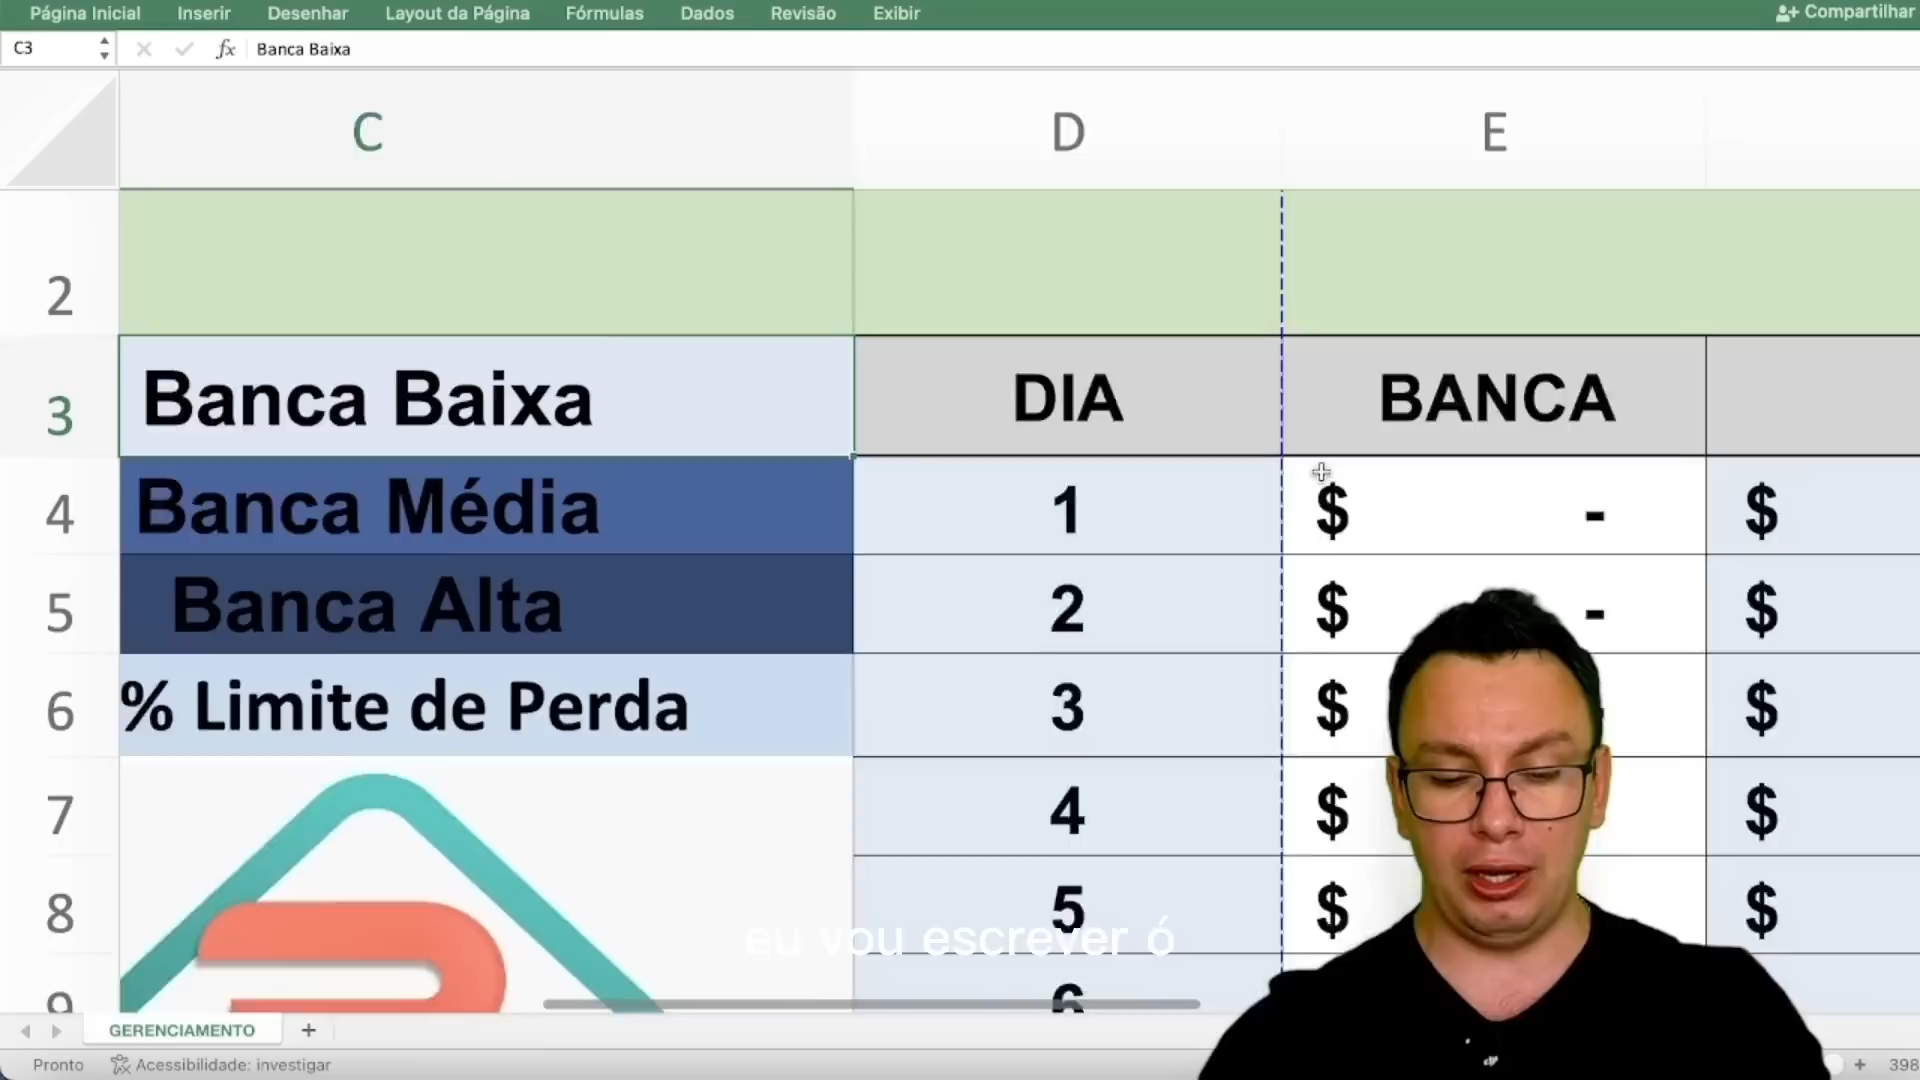 Página Inicial Inserir Desenhar Layout da Página Fórmulas Dados Revisão Exibir Compartilhar
C3 fx Banca Baixa
C D E
2
3 Banca Baixa DIA BANCA
4 Banca Média 1 $ - $
5 Banca Alta 2 $ - $
6 % Limite de Perda 3 $ $
7 4 $ $
8 5 $ $
eu vou escrever ó
9 6
GERENCIAMENTO +
Pronto Acessibilidade: investigar + 398